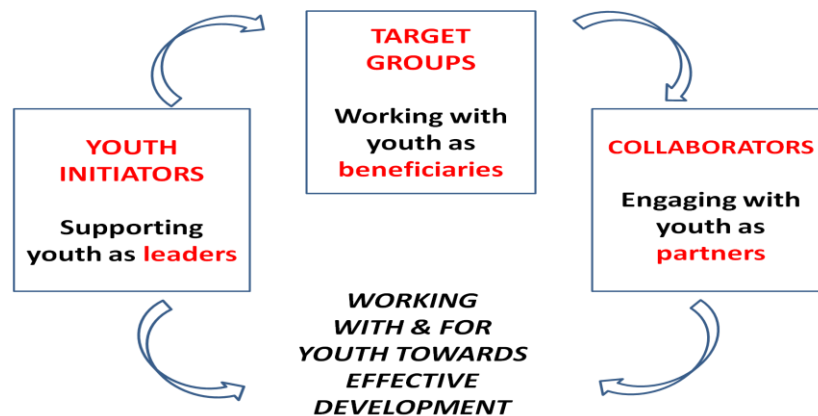 YOUTH
INITIATORS
Supporting
youth as leaders
TARGET
GROUPS
Working with
youth as
beneficiaries
COLLABORATORS
Engaging with
youth as
partners
WORKING
WITH & FOR
YOUTH TOWARDS
EFFECTIVE
DEVELOPMENT